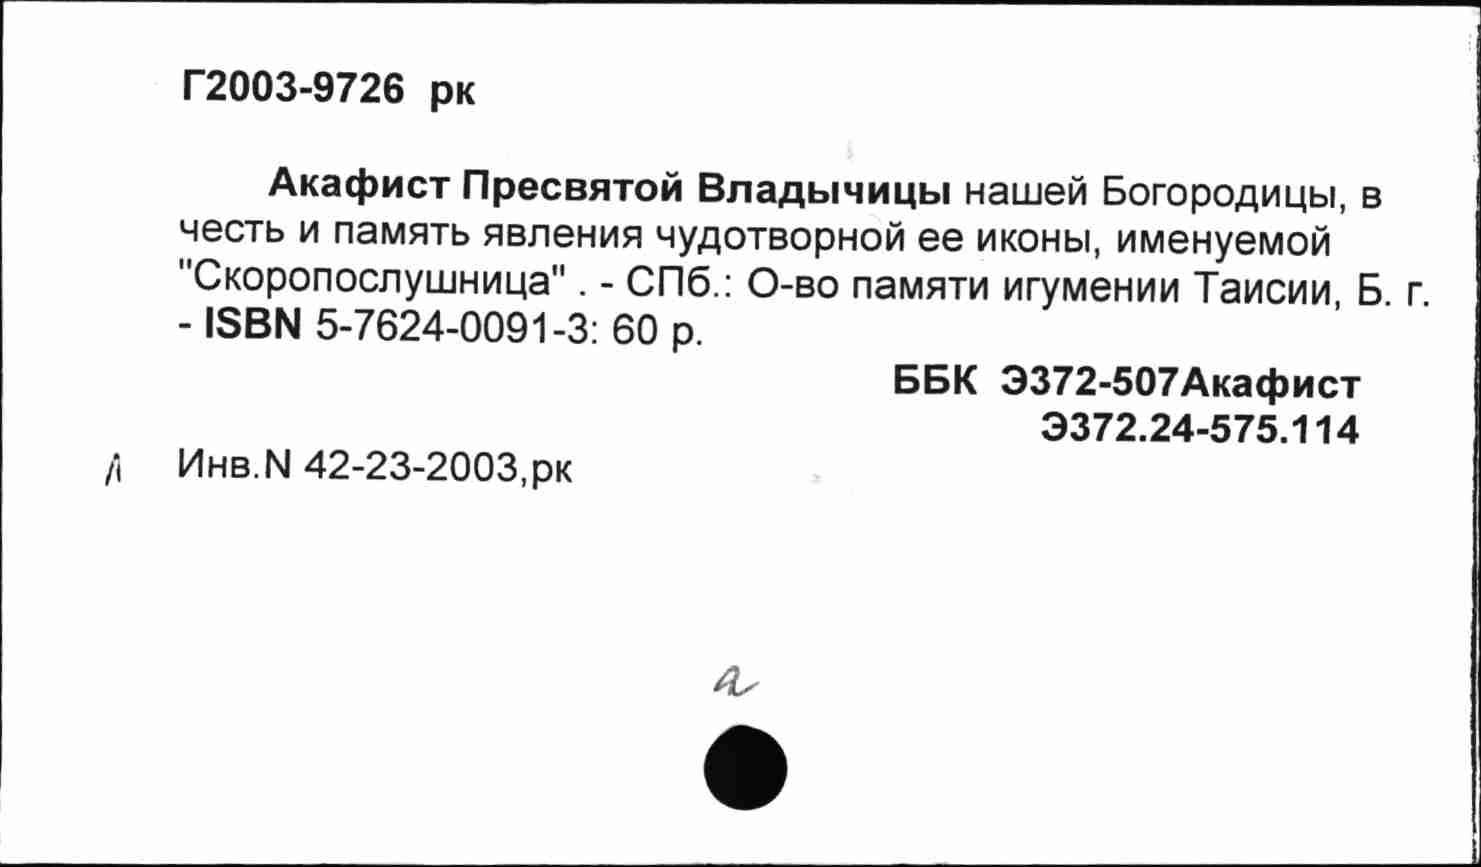 Г2003-9726 рк
Акафист Пресвятой Владычицы нашей Богородицы, в
честь и память явления чудотворной ее иконы, именуемой
"Скоропослушница" . - СПб.: О-во памяти игумении Таисии, Б. г.
- ISBN 5-7624-0091-3: 60 р.
ББК Э372-507Акафист
Э372.24-575.114
Инв.N 42-23-2003,рк
а